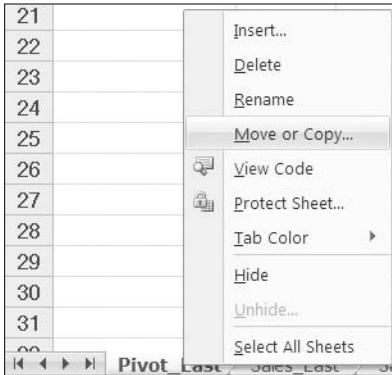 21
22
23
24
25
26
27
28
29
30
31
Insert...
Delete
Rename
Move or Copy...
View Code
Protect Sheet...
Tab Color
Hide
Unhide...
Select All Sheets
Pivot_East Sales_East